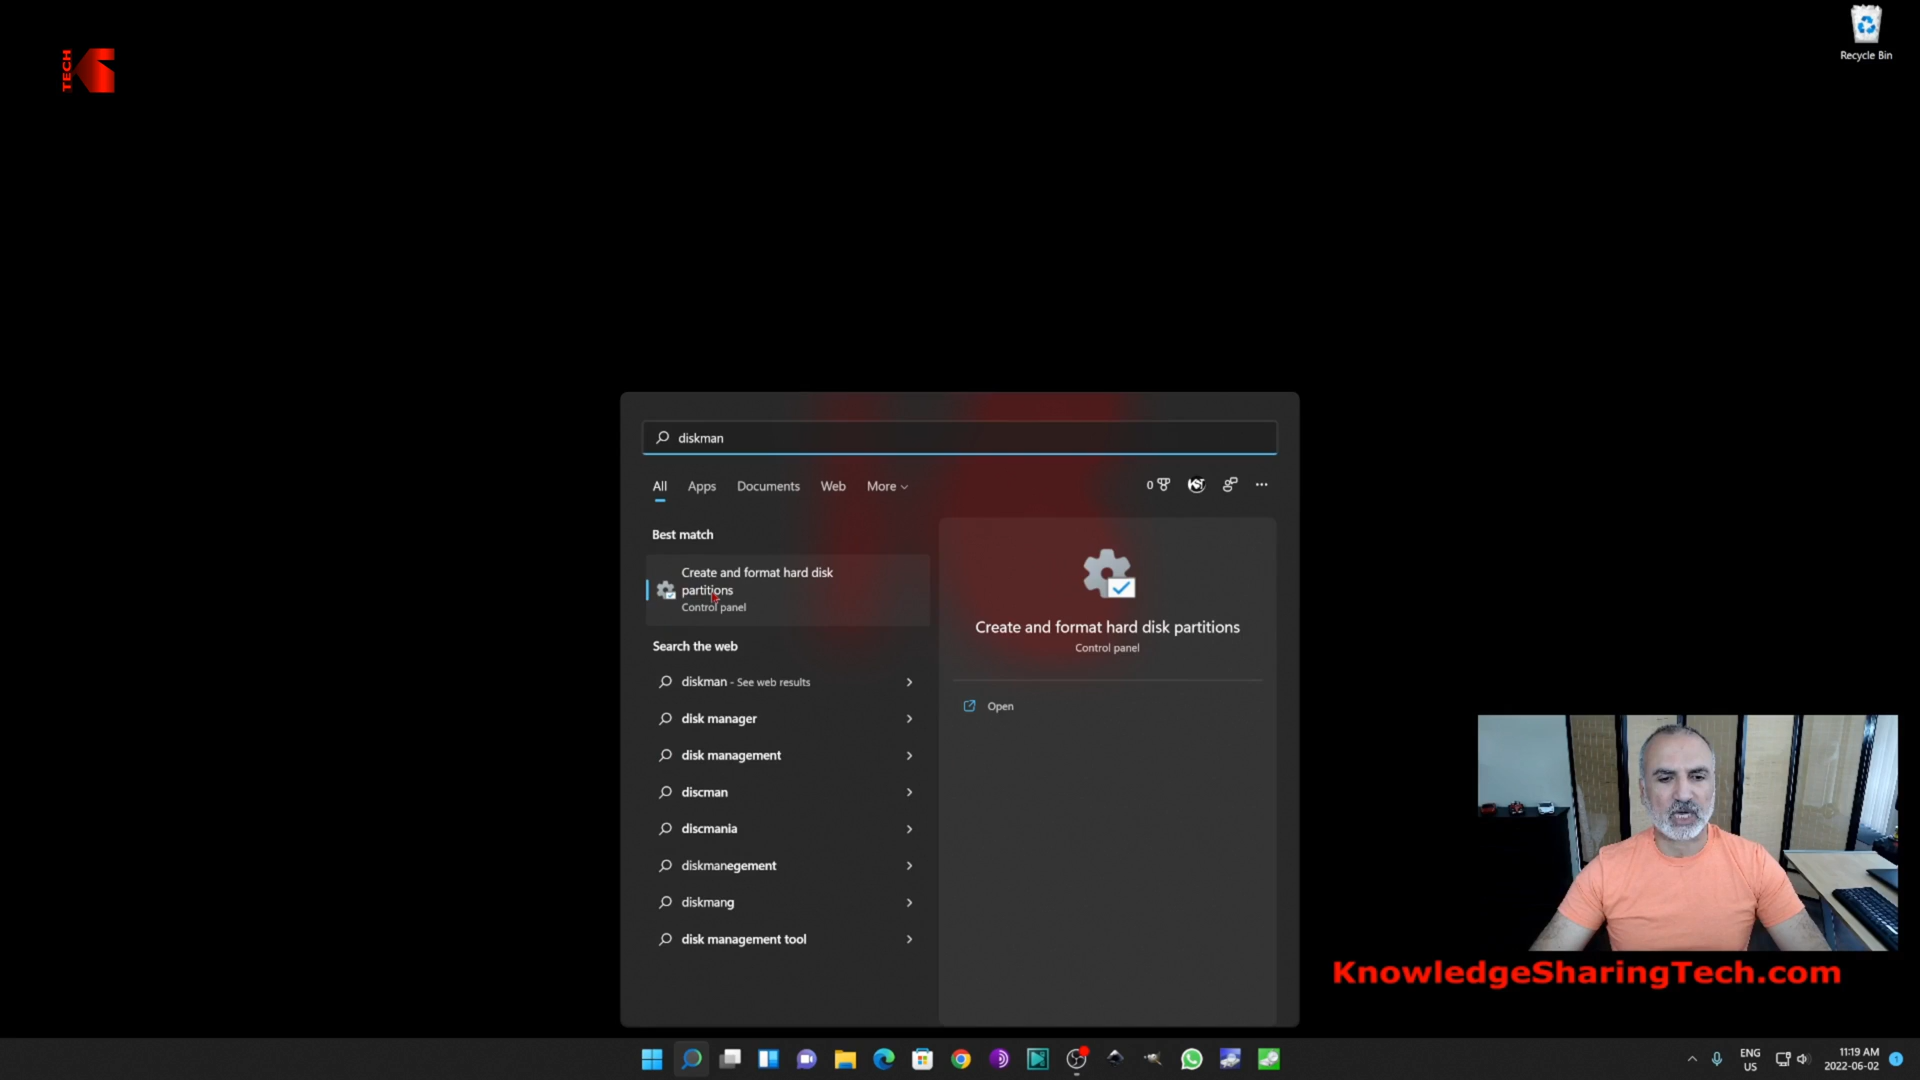 TECH
Recycle Bin
diskman
All Apps Documents Web More
0
Best match
Create and format hard disk
partitions
Control panel
Create and format hard disk partitions
Control panel
Open
Search the web
diskman - See web results
disk manager
disk management
discman
discmania
diskmanegement
diskmang
disk management tool
KnowledgeSharingTech.com
ENG
US
11:19 AM
2022-06-02
1